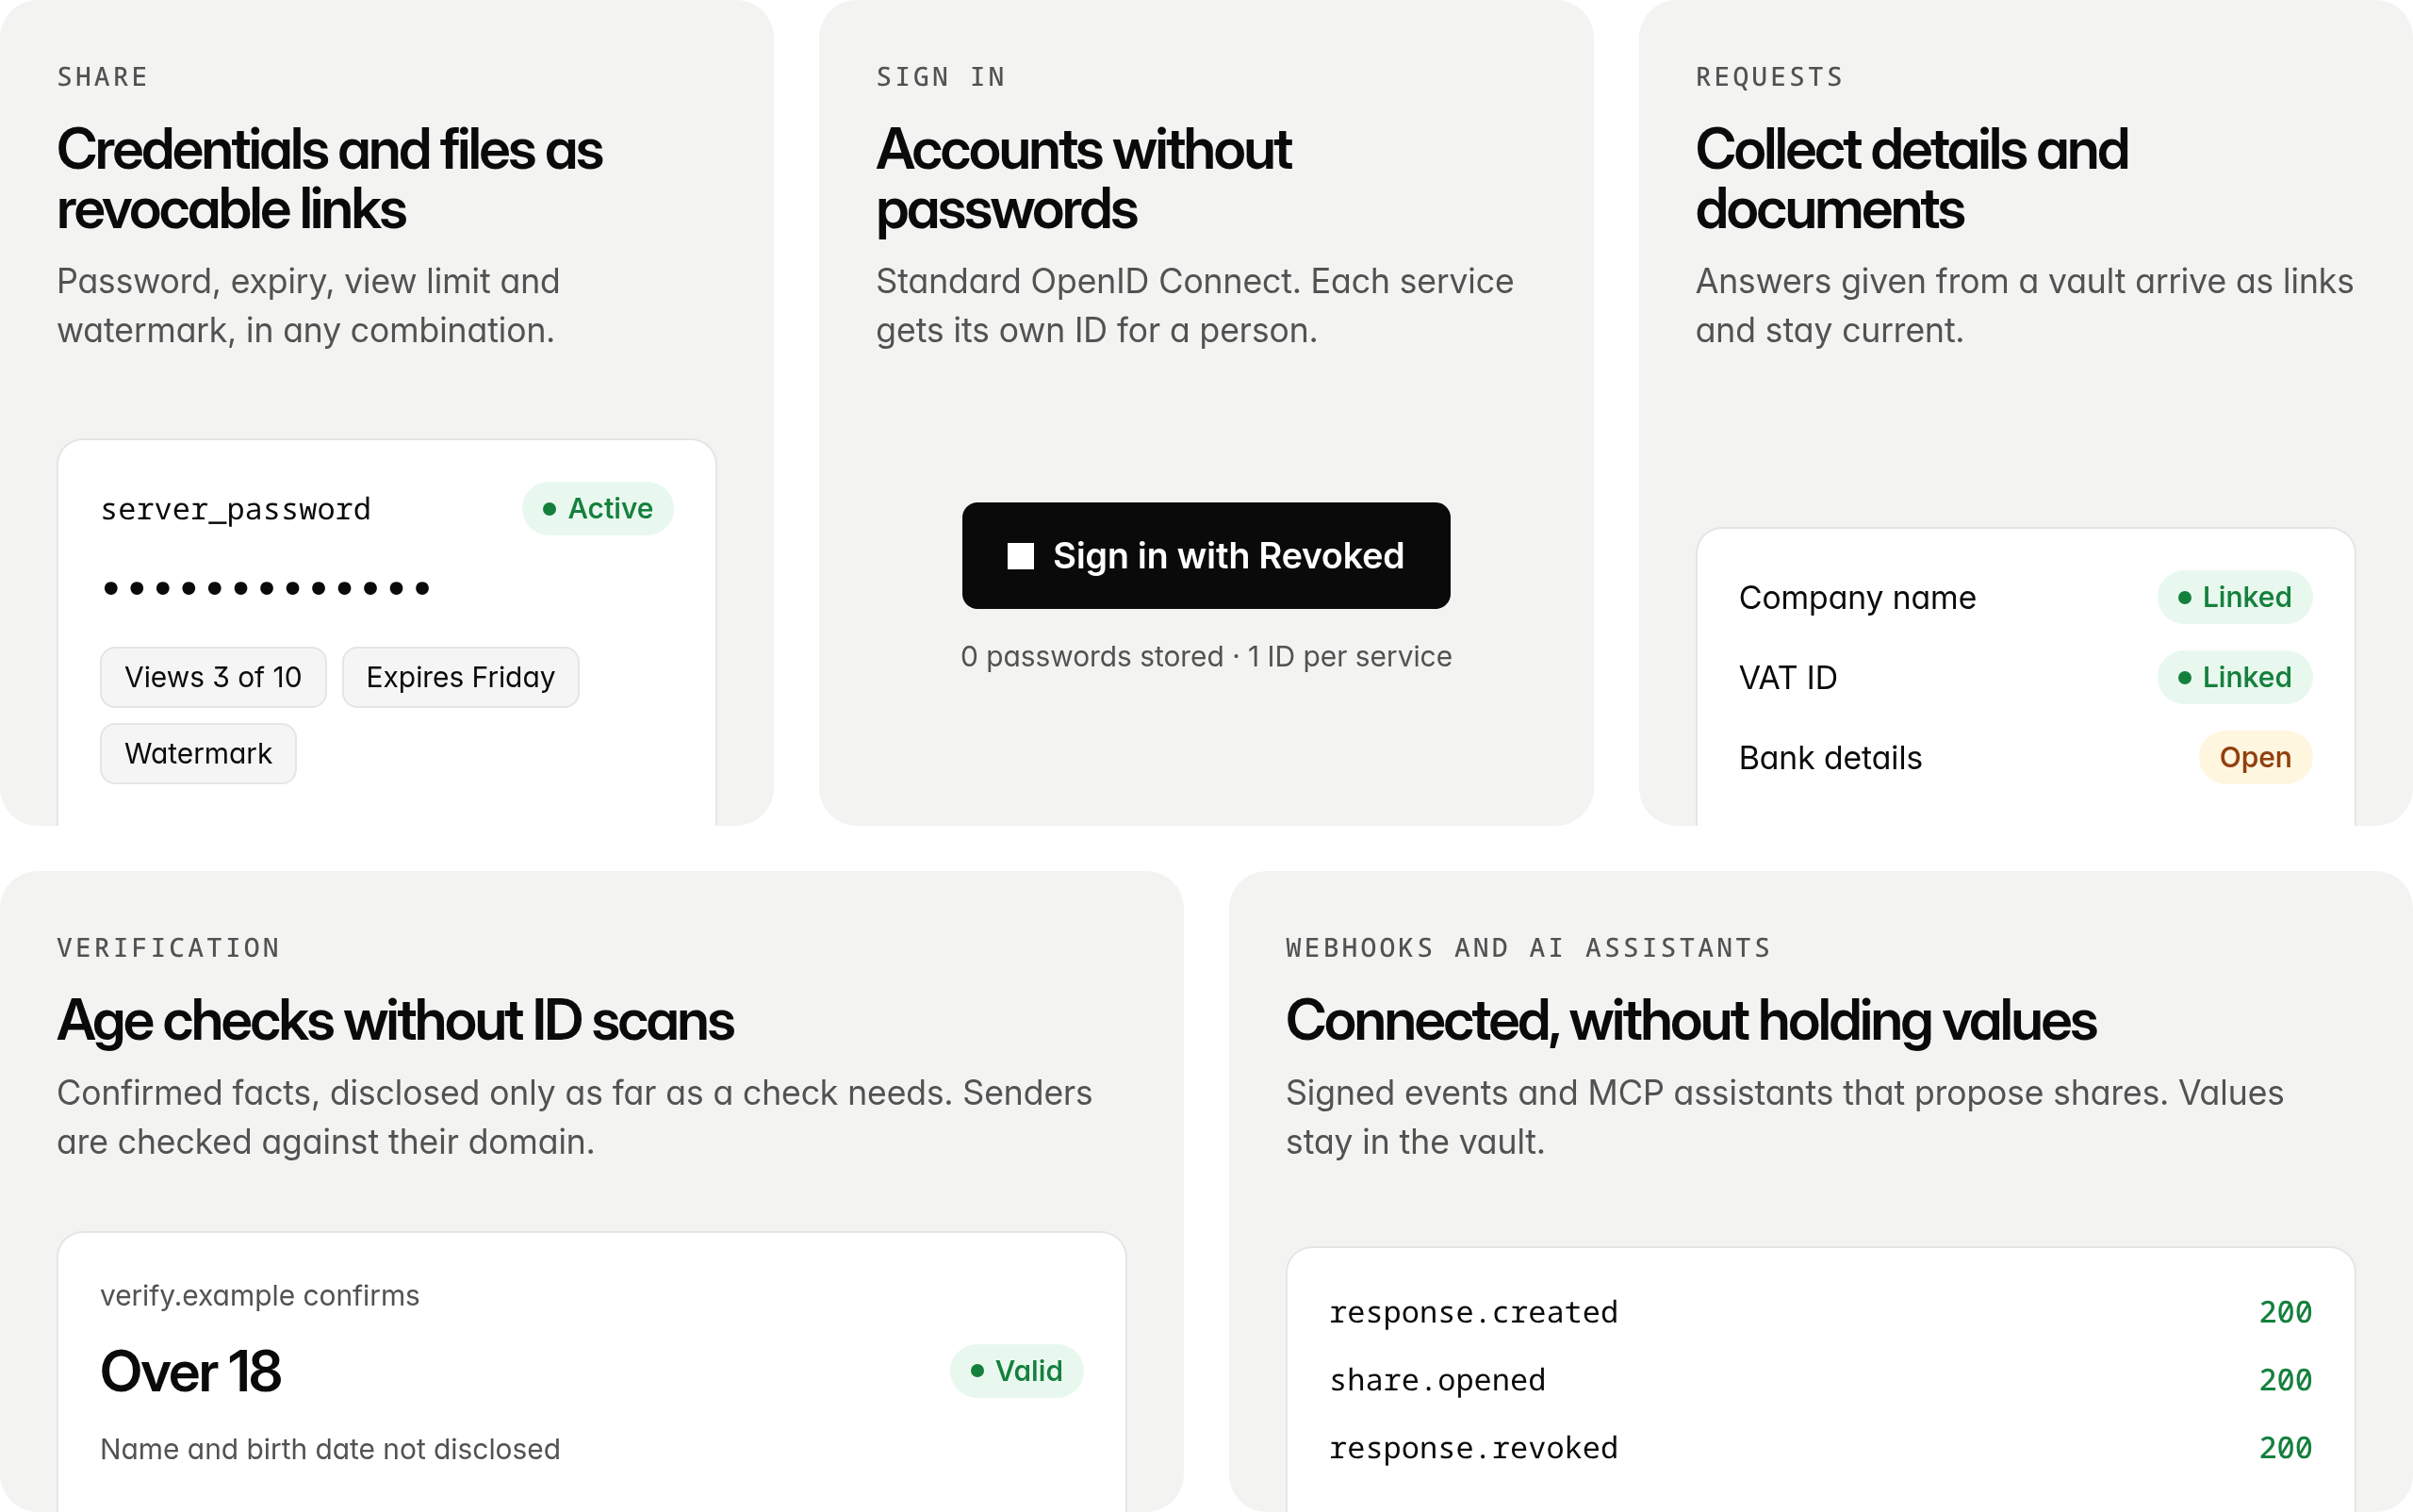 SHARE
Credentials and files as
revocable links
Password, expiry, view limit and
watermark, in any combination.
server_password
Active
•••••••••••••
Views 3 of 10
Expires Friday
Watermark
SIGN IN
Accounts without
passwords
Standard OpenID Connect. Each service
gets its own ID for a person.
Sign in with Revoked
0 passwords stored · 1 ID per service
REQUESTS
Collect details and
documents
Answers given from a vault arrive as links
and stay current.
Company name
Linked
VAT ID
Linked
Bank details
Open
VERIFICATION
Age checks without ID scans
Confirmed facts, disclosed only as far as a check needs. Senders
are checked against their domain.
verify.example confirms
Over 18
Valid
Name and birth date not disclosed
WEBHOOKS AND AI ASSISTANTS
Connected, without holding values
Signed events and MCP assistants that propose shares. Values
stay in the vault.
response.created 200
share.opened 200
response.revoked 200